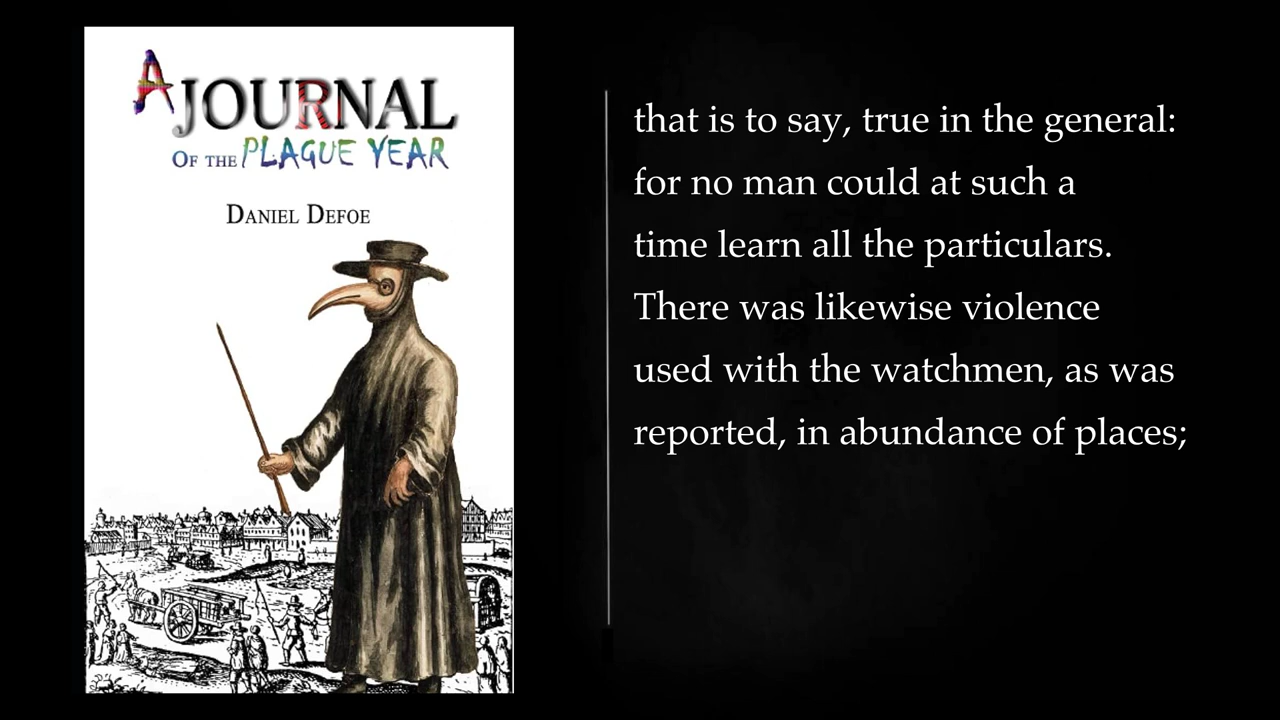 A JOURNAL
OF THE PLAGUE YEAR
DANIEL DEFOE
that is to say, true in the general:
for no man could at such a
time learn all the particulars.
There was likewise violence
used with the watchmen, as was
reported, in abundance of places;